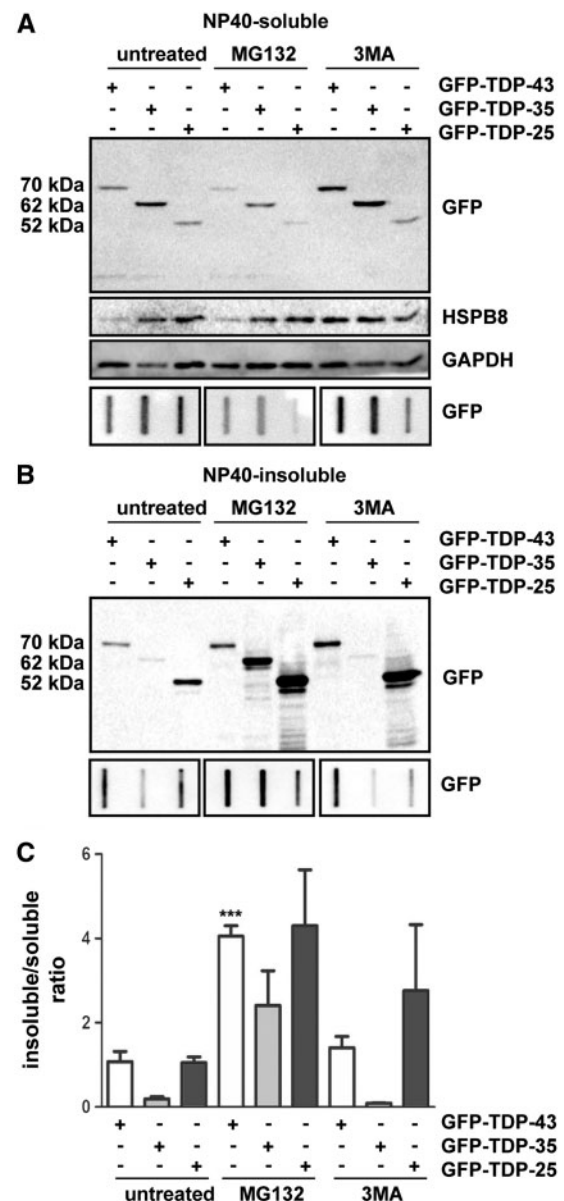 A
NP40-soluble
untreated MG132 3MA
+ - - + - - + - - GFP-TDP-43
- + - - + - - + - GFP-TDP-35
- - + - - + - - + GFP-TDP-25
70 kDa
62 kDa
52 kDa
GFP
HSPB8
GAPDH
GFP
B
NP40-insoluble
untreated MG132 3MA
+ - - + - - + - - GFP-TDP-43
- + - - + - - + - GFP-TDP-35
- - + - - + - - + GFP-TDP-25
70 kDa
62 kDa
52 kDa
GFP
GFP
C
insoluble/soluble
ratio
6
4
2
0
***
+ - - + - - + - - GFP-TDP-43
- + - - + - - + - GFP-TDP-35
- - + - - + - - + GFP-TDP-25
untreated MG132 3MA